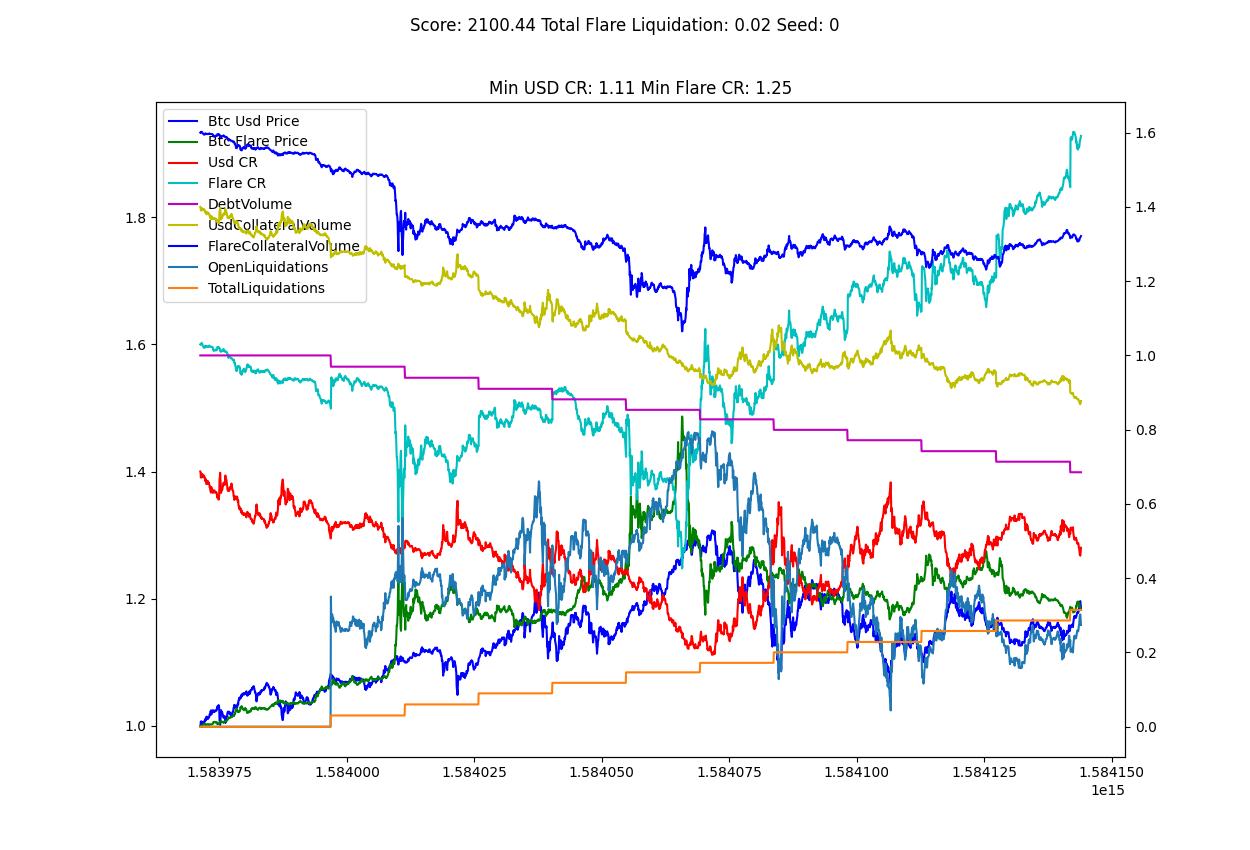 Score: 2100.44 Total Flare Liquidation: 0.02 Seed: 0
Min USD CR: 1.11 Min Flare CR: 1.25
Btc Usd Price
Btc Flare Price
Usd CR
Flare CR
DebtVolume
UsdCollateralVolume
FlareCollateralVolume
OpenLiquidations
TotalLiquidations
1.8
1.6
1.4
1.2
1.0
1.6
1.4
1.2
1.0
0.8
0.6
0.4
0.2
0.0
1.583975 1.584000 1.584025 1.584050 1.584075 1.584100 1.584125 1.584150
1e15